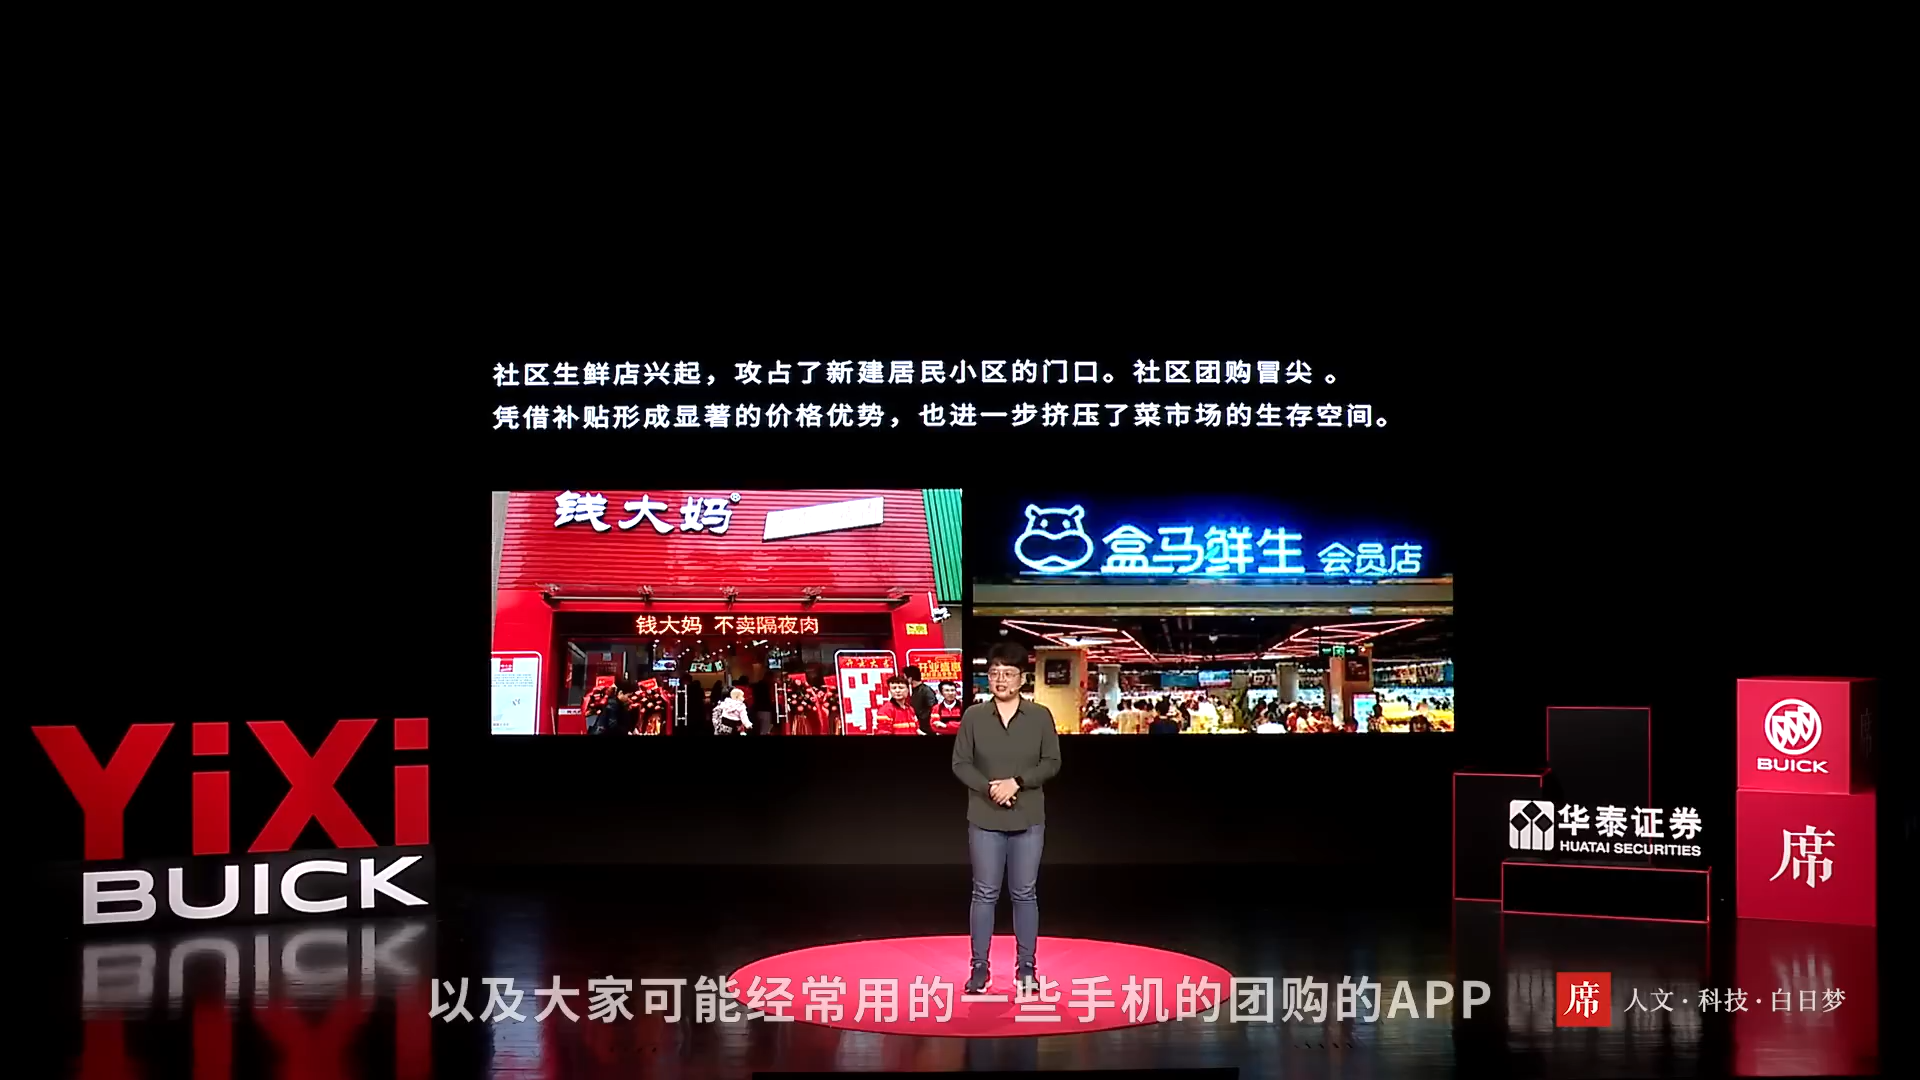 社区生鲜店兴起，攻占了新建居民小区的门口。社区团购冒尖 。
凭借补贴形成显著的价格优势，也进一步挤压了菜市场的生存空间。
钱大妈®
钱大妈 不卖隔夜肉
开业盛惠
盒马鲜生 会员店
YiXi
BUICK
华泰证券
HUATAI SECURITIES
BUICK
席
以及大家可能经常用的一些手机的团购的APP
席 人文·科技·白日梦